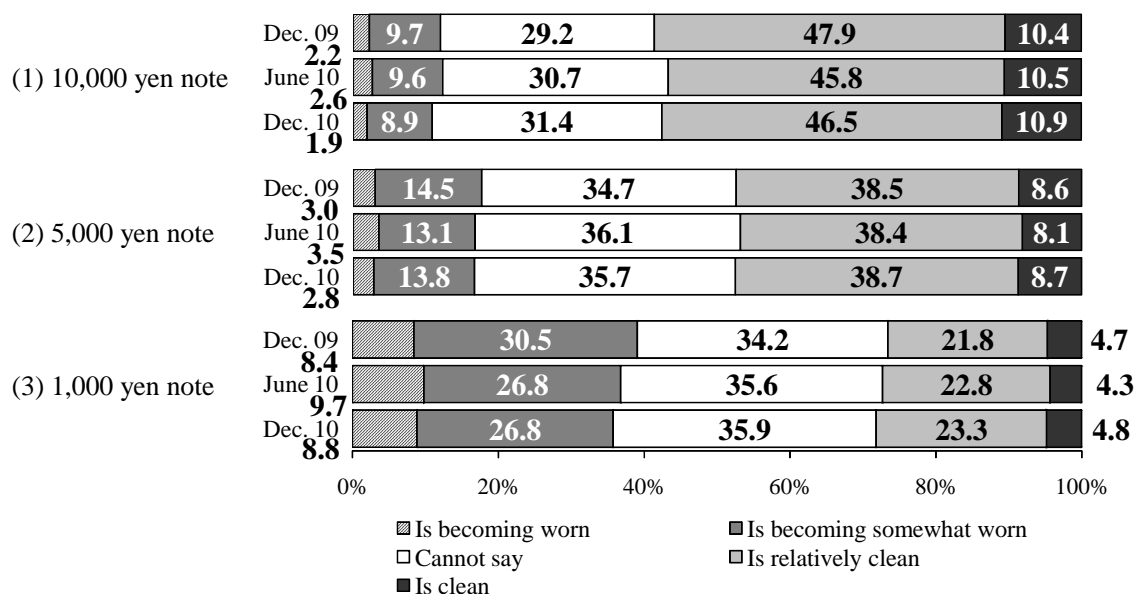 Dec. 09 9.7 29.2 47.9 10.4
2.2
(1) 10,000 yen note June 10 9.6 30.7 45.8 10.5
2.6
Dec. 10 8.9 31.4 46.5 10.9
1.9
Dec. 09 14.5 34.7 38.5 8.6
3.0
(2) 5,000 yen note June 10 13.1 36.1 38.4 8.1
3.5
Dec. 10 13.8 35.7 38.7 8.7
2.8
Dec. 09 30.5 34.2 21.8 4.7
8.4
(3) 1,000 yen note June 10 26.8 35.6 22.8 4.3
9.7
Dec. 10 26.8 35.9 23.3 4.8
8.8
0% 20% 40% 60% 80% 100%
Is becoming worn Is becoming somewhat worn
Cannot say Is relatively clean
Is clean